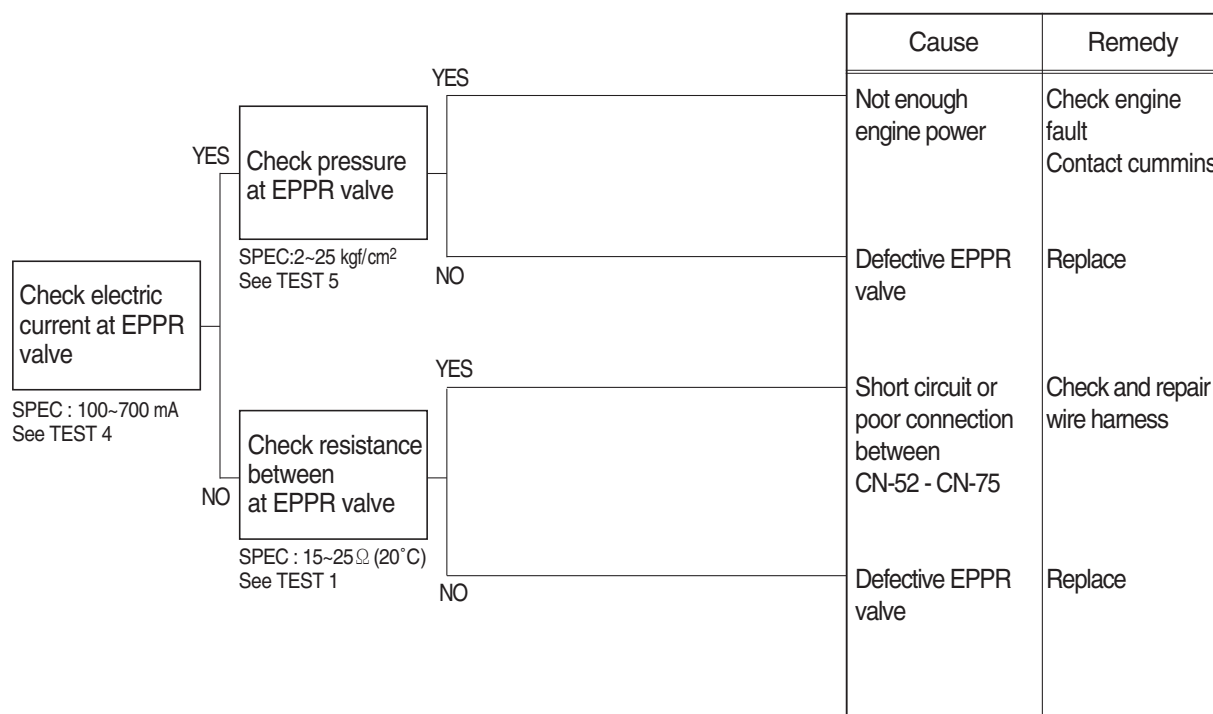 Cause
Remedy
YES
Not enough
engine power
Check engine
fault
Contact cummins
YES
Check pressure
at EPPR valve
SPEC:2~25 kgf/cm²
See TEST 5
NO
Defective EPPR
valve
Replace
Check electric
current at EPPR
valve
SPEC : 100~700 mA
See TEST 4
YES
Short circuit or
poor connection
between
CN-52 - CN-75
Check and repair
wire harness
NO
Check resistance
between
at EPPR valve
SPEC : 15~25Ω (20˚C)
See TEST 1
NO
Defective EPPR
valve
Replace